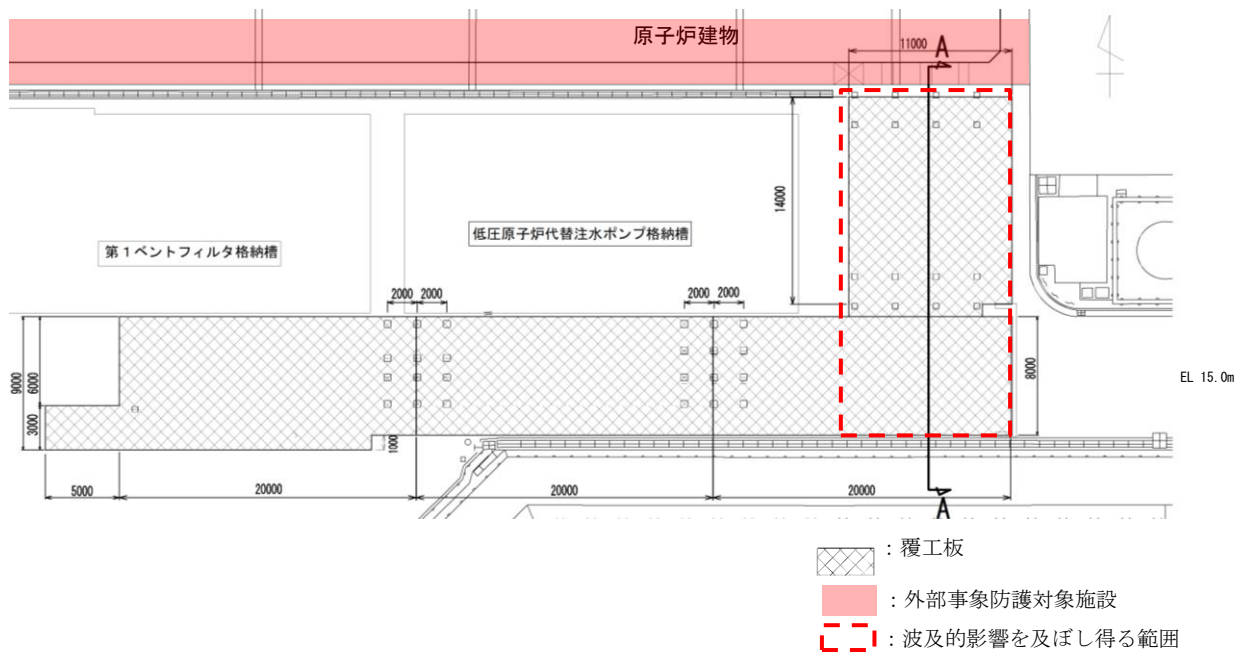 原子炉建物
11000
A
14000
第1ベントフィルタ格納槽
低圧原子炉代替注水ポンプ格納槽
2000 2000
2000 2000
9000
6000
3000
1000
8000
EL 15.0m
5000
20000
20000
20000
A
：覆工板
：外部事象防護対象施設
：波及的影響を及ぼし得る範囲